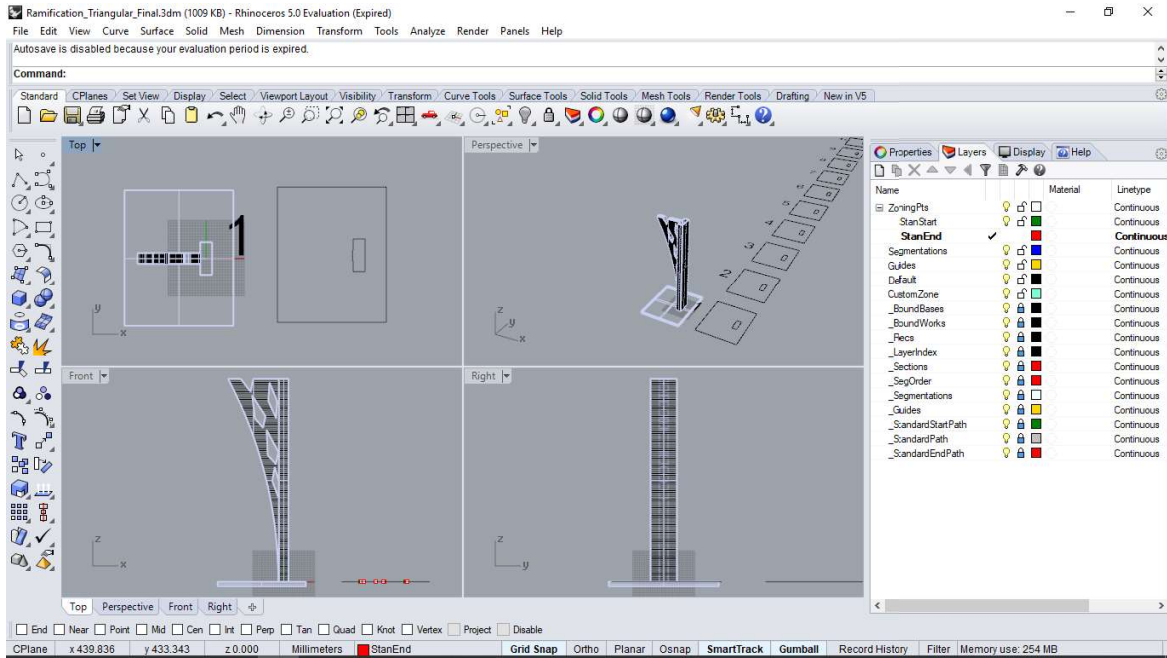 Ramification_Triangular_Final.3dm (1009 KB) - Rhinoceros 5.0 Evaluation (Expired)
File Edit View Curve Surface Solid Mesh Dimension Transform Tools Analyze Render Panels Help
Autosave is disabled because your evaluation period is expired.
Command:
Standard CPlanes Set View Display Select Viewport Layout Visibility Transform Curve Tools Surface Tools Solid Tools Mesh Tools Render Tools Drafting New in V5
Top
1
y
x
Perspective
2
3
4
5
6
7
z
y
x
Front
z
x
Right
z
y
Properties Layers Display Help
Name Material Linetype
ZoningPts Continuous
StanStart Continuous
StanEnd Continuous
Segmentations Continuous
Guides Continuous
Default Continuous
CustomZone Continuous
_BoundBases Continuous
_BoundWorks Continuous
_Recs Continuous
_LayerIndex Continuous
_Sections Continuous
_SegOrder Continuous
_Segmentations Continuous
_Guides Continuous
_StandardStartPath Continuous
_StandardPath Continuous
_StandardEndPath Continuous
Top Perspective Front Right
End Near Point Mid Cen Int Perp Tan Quad Knot Vertex Project Disable
CPlane x 439.836 y 433.343 z 0.000 Millimeters StanEnd Grid Snap Ortho Planar Osnap SmartTrack Gumball Record History Filter Memory use: 254 MB